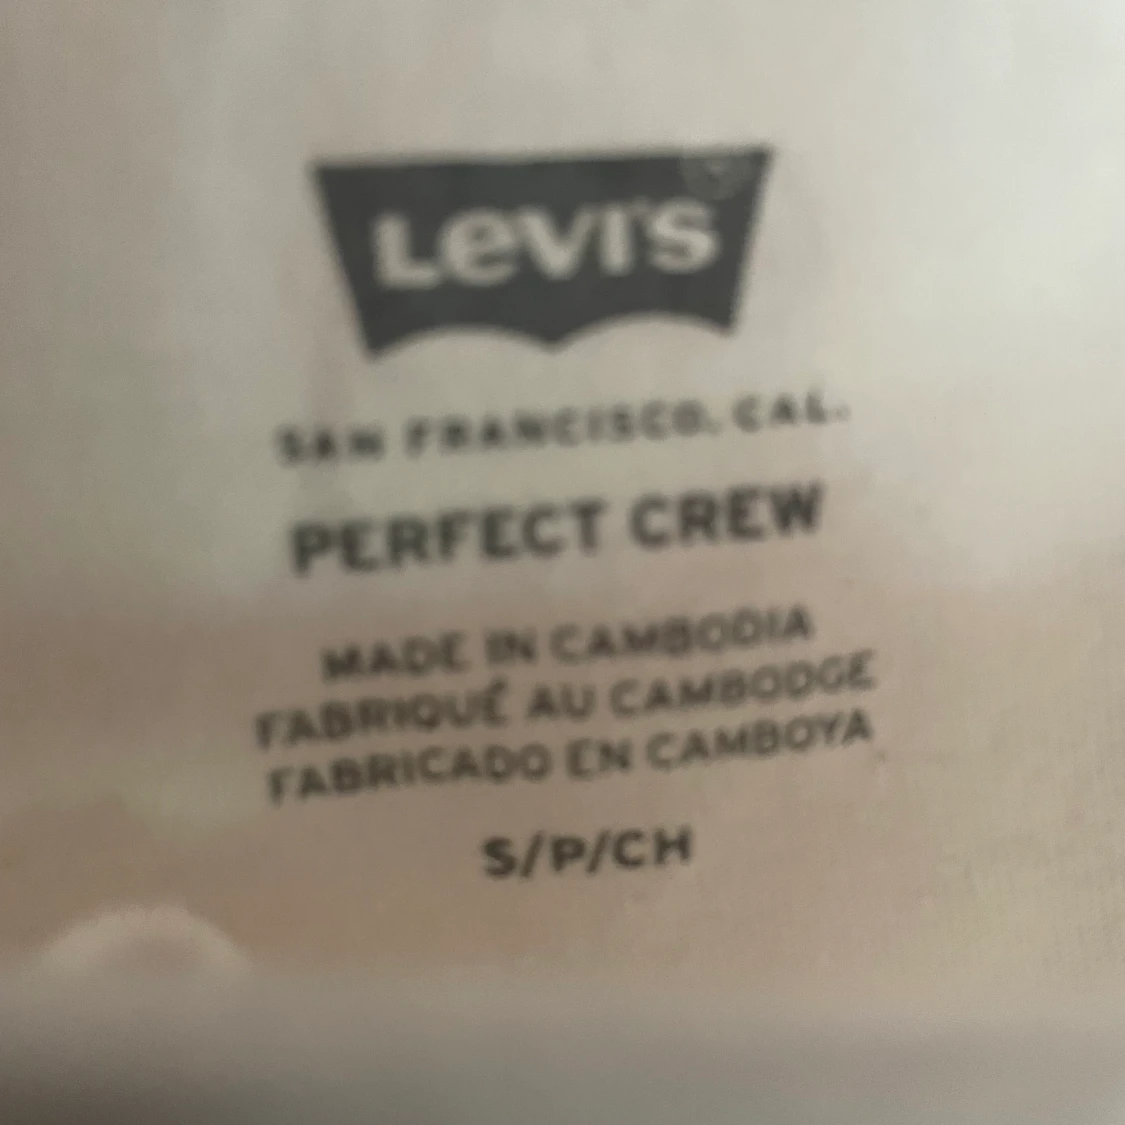 LEVI'S
SAN FRANCISCO, CAL.
PERFECT CREW
MADE IN CAMBODIA
FABRIQUÉ AU CAMBODGE
FABRICADO EN CAMBOYA
S/P/CH